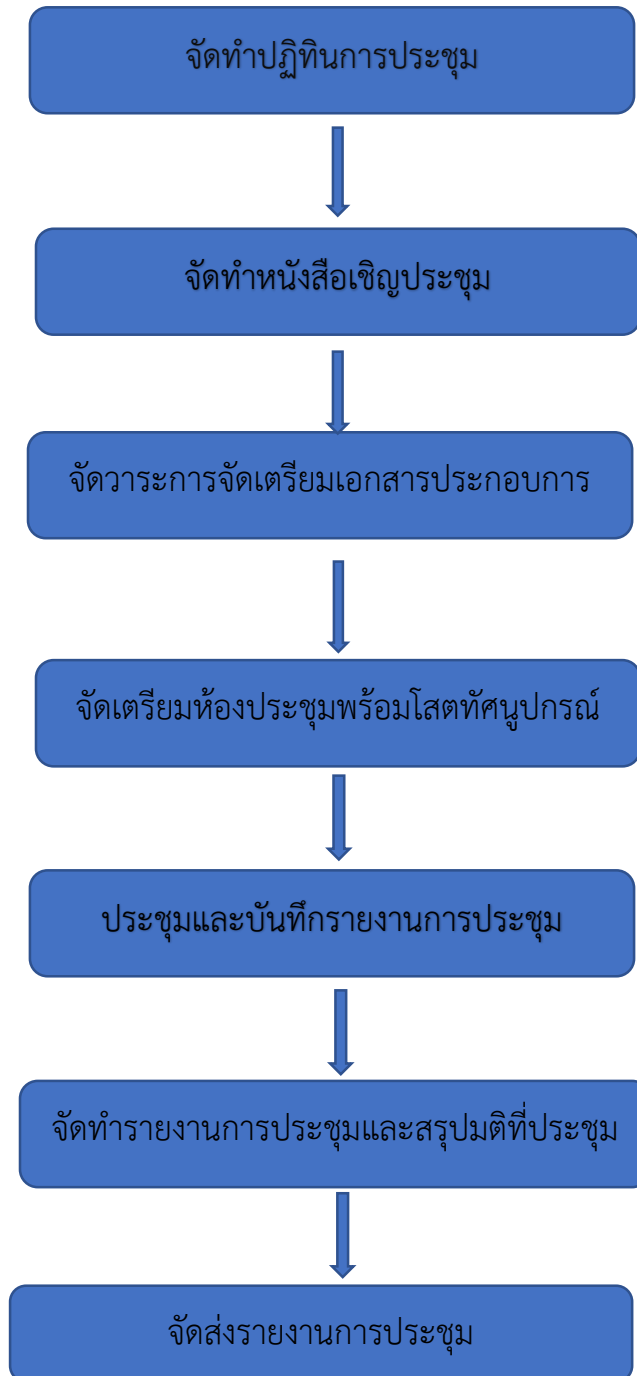 จัดทำปฏิทินการประชุม
จัดทำหนังสือเชิญประชุม
จัดวาระการจัดเตรียมเอกสารประกอบการ
จัดเตรียมห้องประชุมพร้อมโสตทัศนูปกรณ์
ประชุมและบันทึกรายงานการประชุม
จัดทำรายงานการประชุมและสรุปมติที่ประชุม
จัดส่งรายงานการประชุม